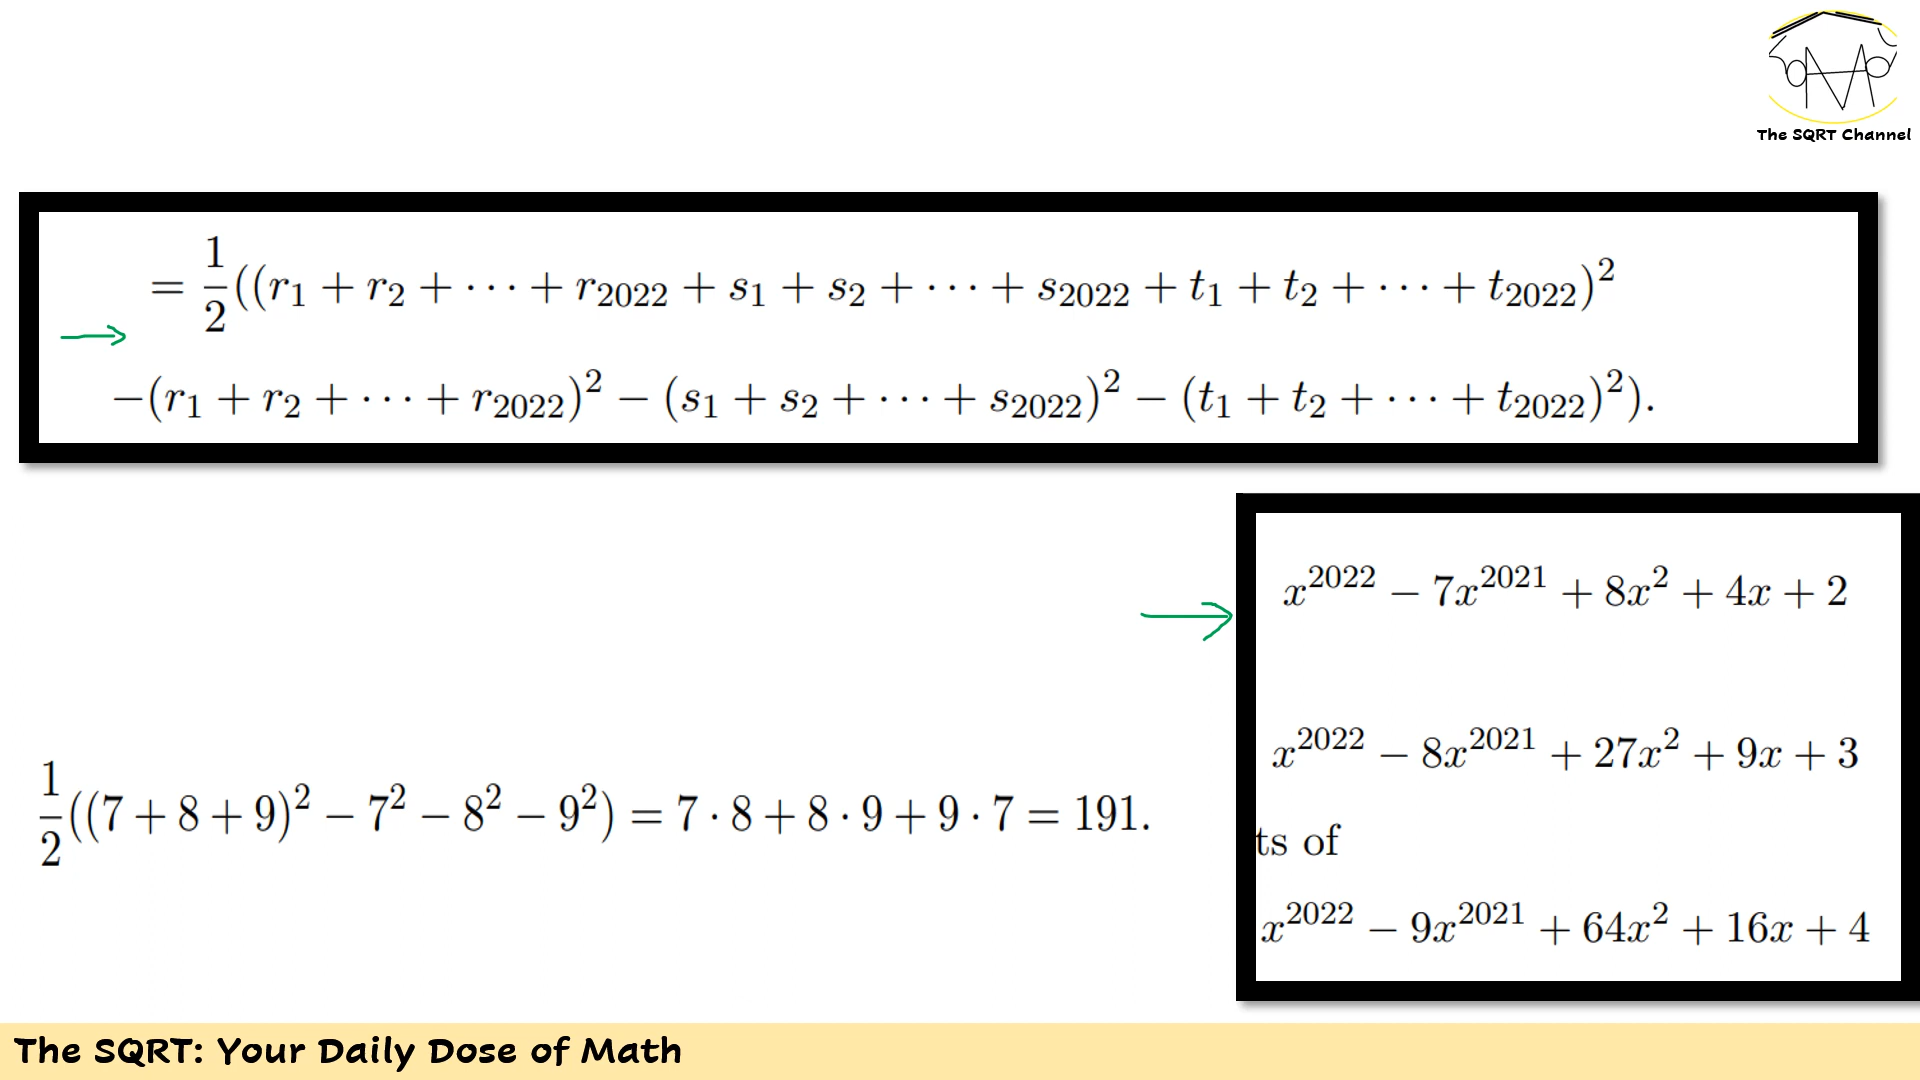 The SQRT Channel
= 1/2((r₁ + r₂ + ··· + r₂₀₂₂ + s₁ + s₂ + ··· + s₂₀₂₂ + t₁ + t₂ + ··· + t₂₀₂₂)²
−(r₁ + r₂ + ··· + r₂₀₂₂)² − (s₁ + s₂ + ··· + s₂₀₂₂)² − (t₁ + t₂ + ··· + t₂₀₂₂)²).
x²⁰²² − 7x²⁰²¹ + 8x² + 4x + 2
x²⁰²² − 8x²⁰²¹ + 27x² + 9x + 3
1/2((7 + 8 + 9)² − 7² − 8² − 9²) = 7 · 8 + 8 · 9 + 9 · 7 = 191.
ts of
x²⁰²² − 9x²⁰²¹ + 64x² + 16x + 4
The SQRT: Your Daily Dose of Math